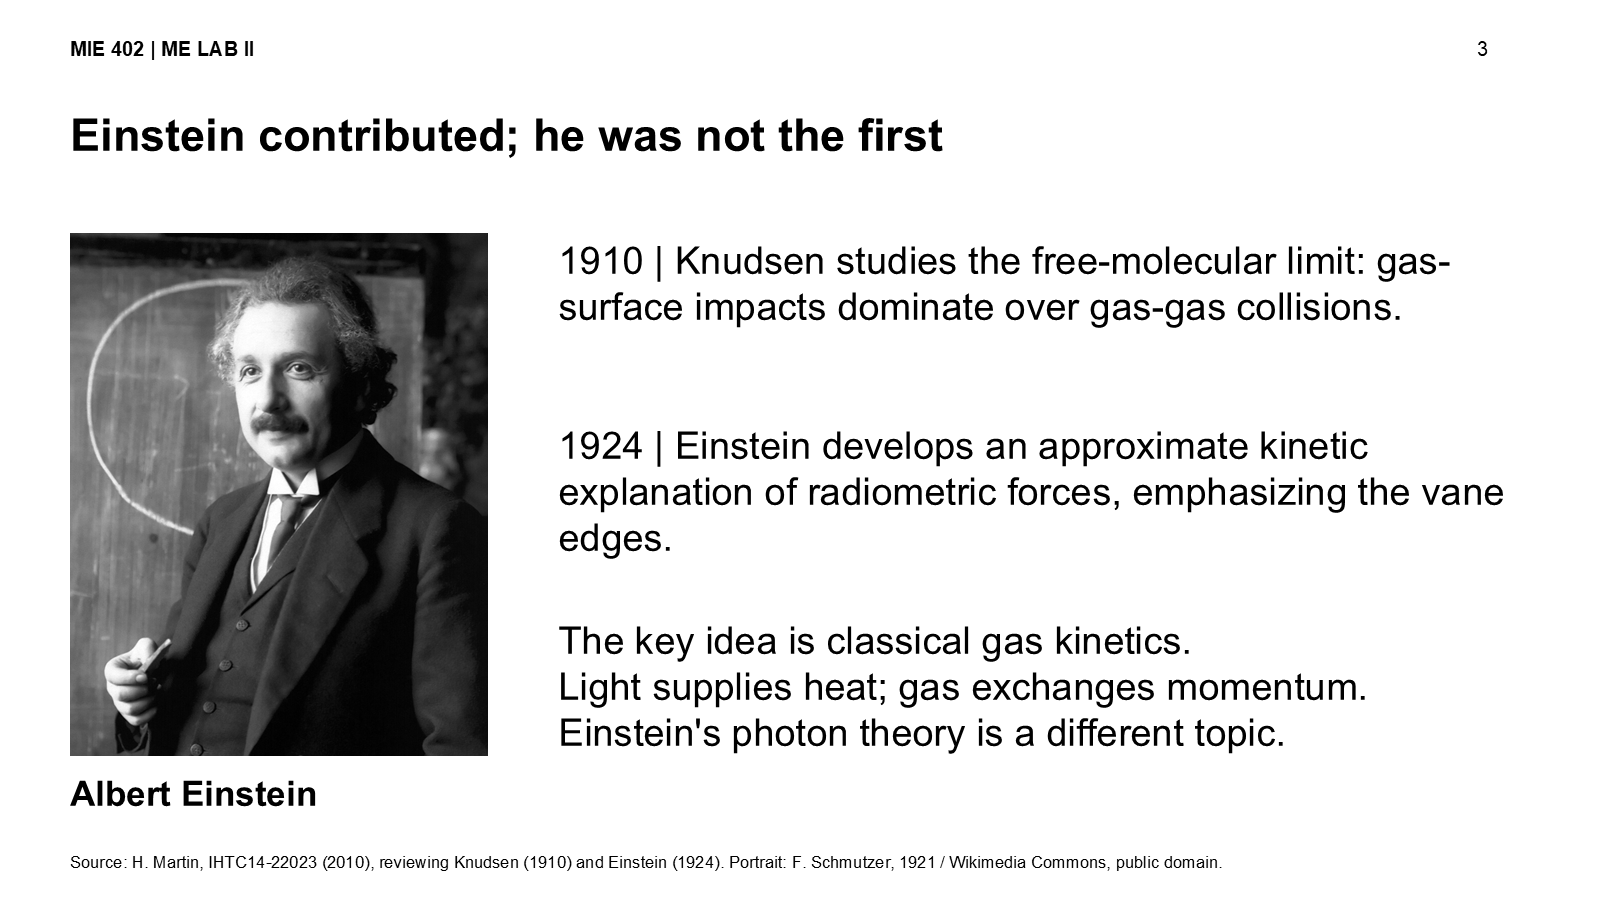 MIE 402 | ME LAB II
3
Einstein contributed; he was not the first
1910 | Knudsen studies the free-molecular limit: gas-
surface impacts dominate over gas-gas collisions.
1924 | Einstein develops an approximate kinetic
explanation of radiometric forces, emphasizing the vane
edges.
The key idea is classical gas kinetics.
Light supplies heat; gas exchanges momentum.
Einstein's photon theory is a different topic.
Albert Einstein
Source: H. Martin, IHTC14-22023 (2010), reviewing Knudsen (1910) and Einstein (1924). Portrait: F. Schmutzer, 1921 / Wikimedia Commons, public domain.